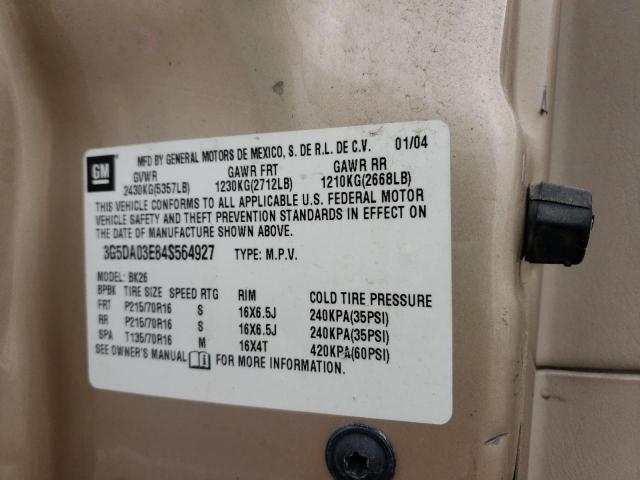 GM
MFD BY GENERAL MOTORS DE MEXICO, S. DE R.L. DE C.V. 01/04
GVWR GAWR FRT GAWR RR
2430KG(5357LB) 1230KG(2712LB) 1210KG(2668LB)
THIS VEHICLE CONFORMS TO ALL APPLICABLE U.S. FEDERAL MOTOR
VEHICLE SAFETY AND THEFT PREVENTION STANDARDS IN EFFECT ON
THE DATE OF MANUFACTURE SHOWN ABOVE.
3G5DA03E84S564927 TYPE: M.P.V.
MODEL: BK26
BPBK TIRE SIZE SPEED RTG RIM COLD TIRE PRESSURE
FRT P215/70R16 S 16X6.5J 240KPA(35PSI)
RR P215/70R16 S 16X6.5J 240KPA(35PSI)
SPA T135/70R16 M 16X4T 420KPA(60PSI)
SEE OWNER'S MANUAL FOR MORE INFORMATION.